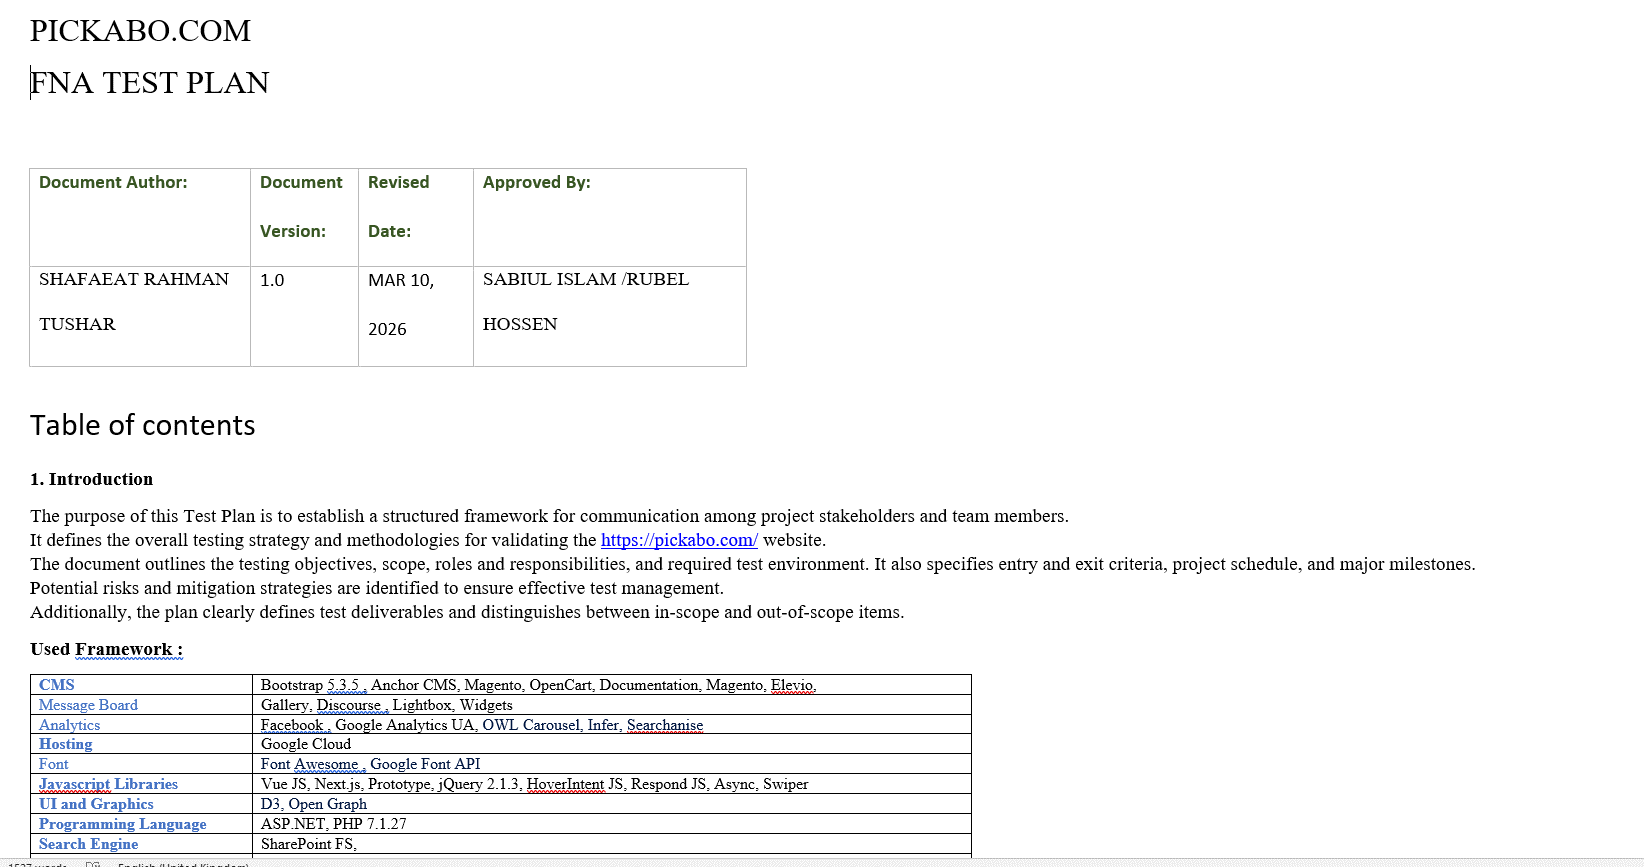 PICKABO.COM
FNA TEST PLAN
Document Author:
Document
Version:
Revised
Date:
Approved By:
SHAFAEAT RAHMAN
TUSHAR
1.0
MAR 10,
2026
SABIUL ISLAM /RUBEL
HOSSEN
Table of contents
1. Introduction
The purpose of this Test Plan is to establish a structured framework for communication among project stakeholders and team members.
It defines the overall testing strategy and methodologies for validating the https://pickabo.com/ website.
The document outlines the testing objectives, scope, roles and responsibilities, and required test environment. It also specifies entry and exit criteria, project schedule, and major milestones.
Potential risks and mitigation strategies are identified to ensure effective test management.
Additionally, the plan clearly defines test deliverables and distinguishes between in-scope and out-of-scope items.
Used Framework :
CMS Bootstrap 5.3.5 , Anchor CMS, Magento, OpenCart, Documentation, Magento, Elevio,
Message Board Gallery, Discourse , Lightbox, Widgets
Analytics Facebook , Google Analytics UA, OWL Carousel, Infer, Searchanise
Hosting Google Cloud
Font Font Awesome , Google Font API
Javascript Libraries Vue JS, Next.js, Prototype, jQuery 2.1.3, HoverIntent JS, Respond JS, Async, Swiper
UI and Graphics D3, Open Graph
Programming Language ASP.NET, PHP 7.1.27
Search Engine SharePoint FS,